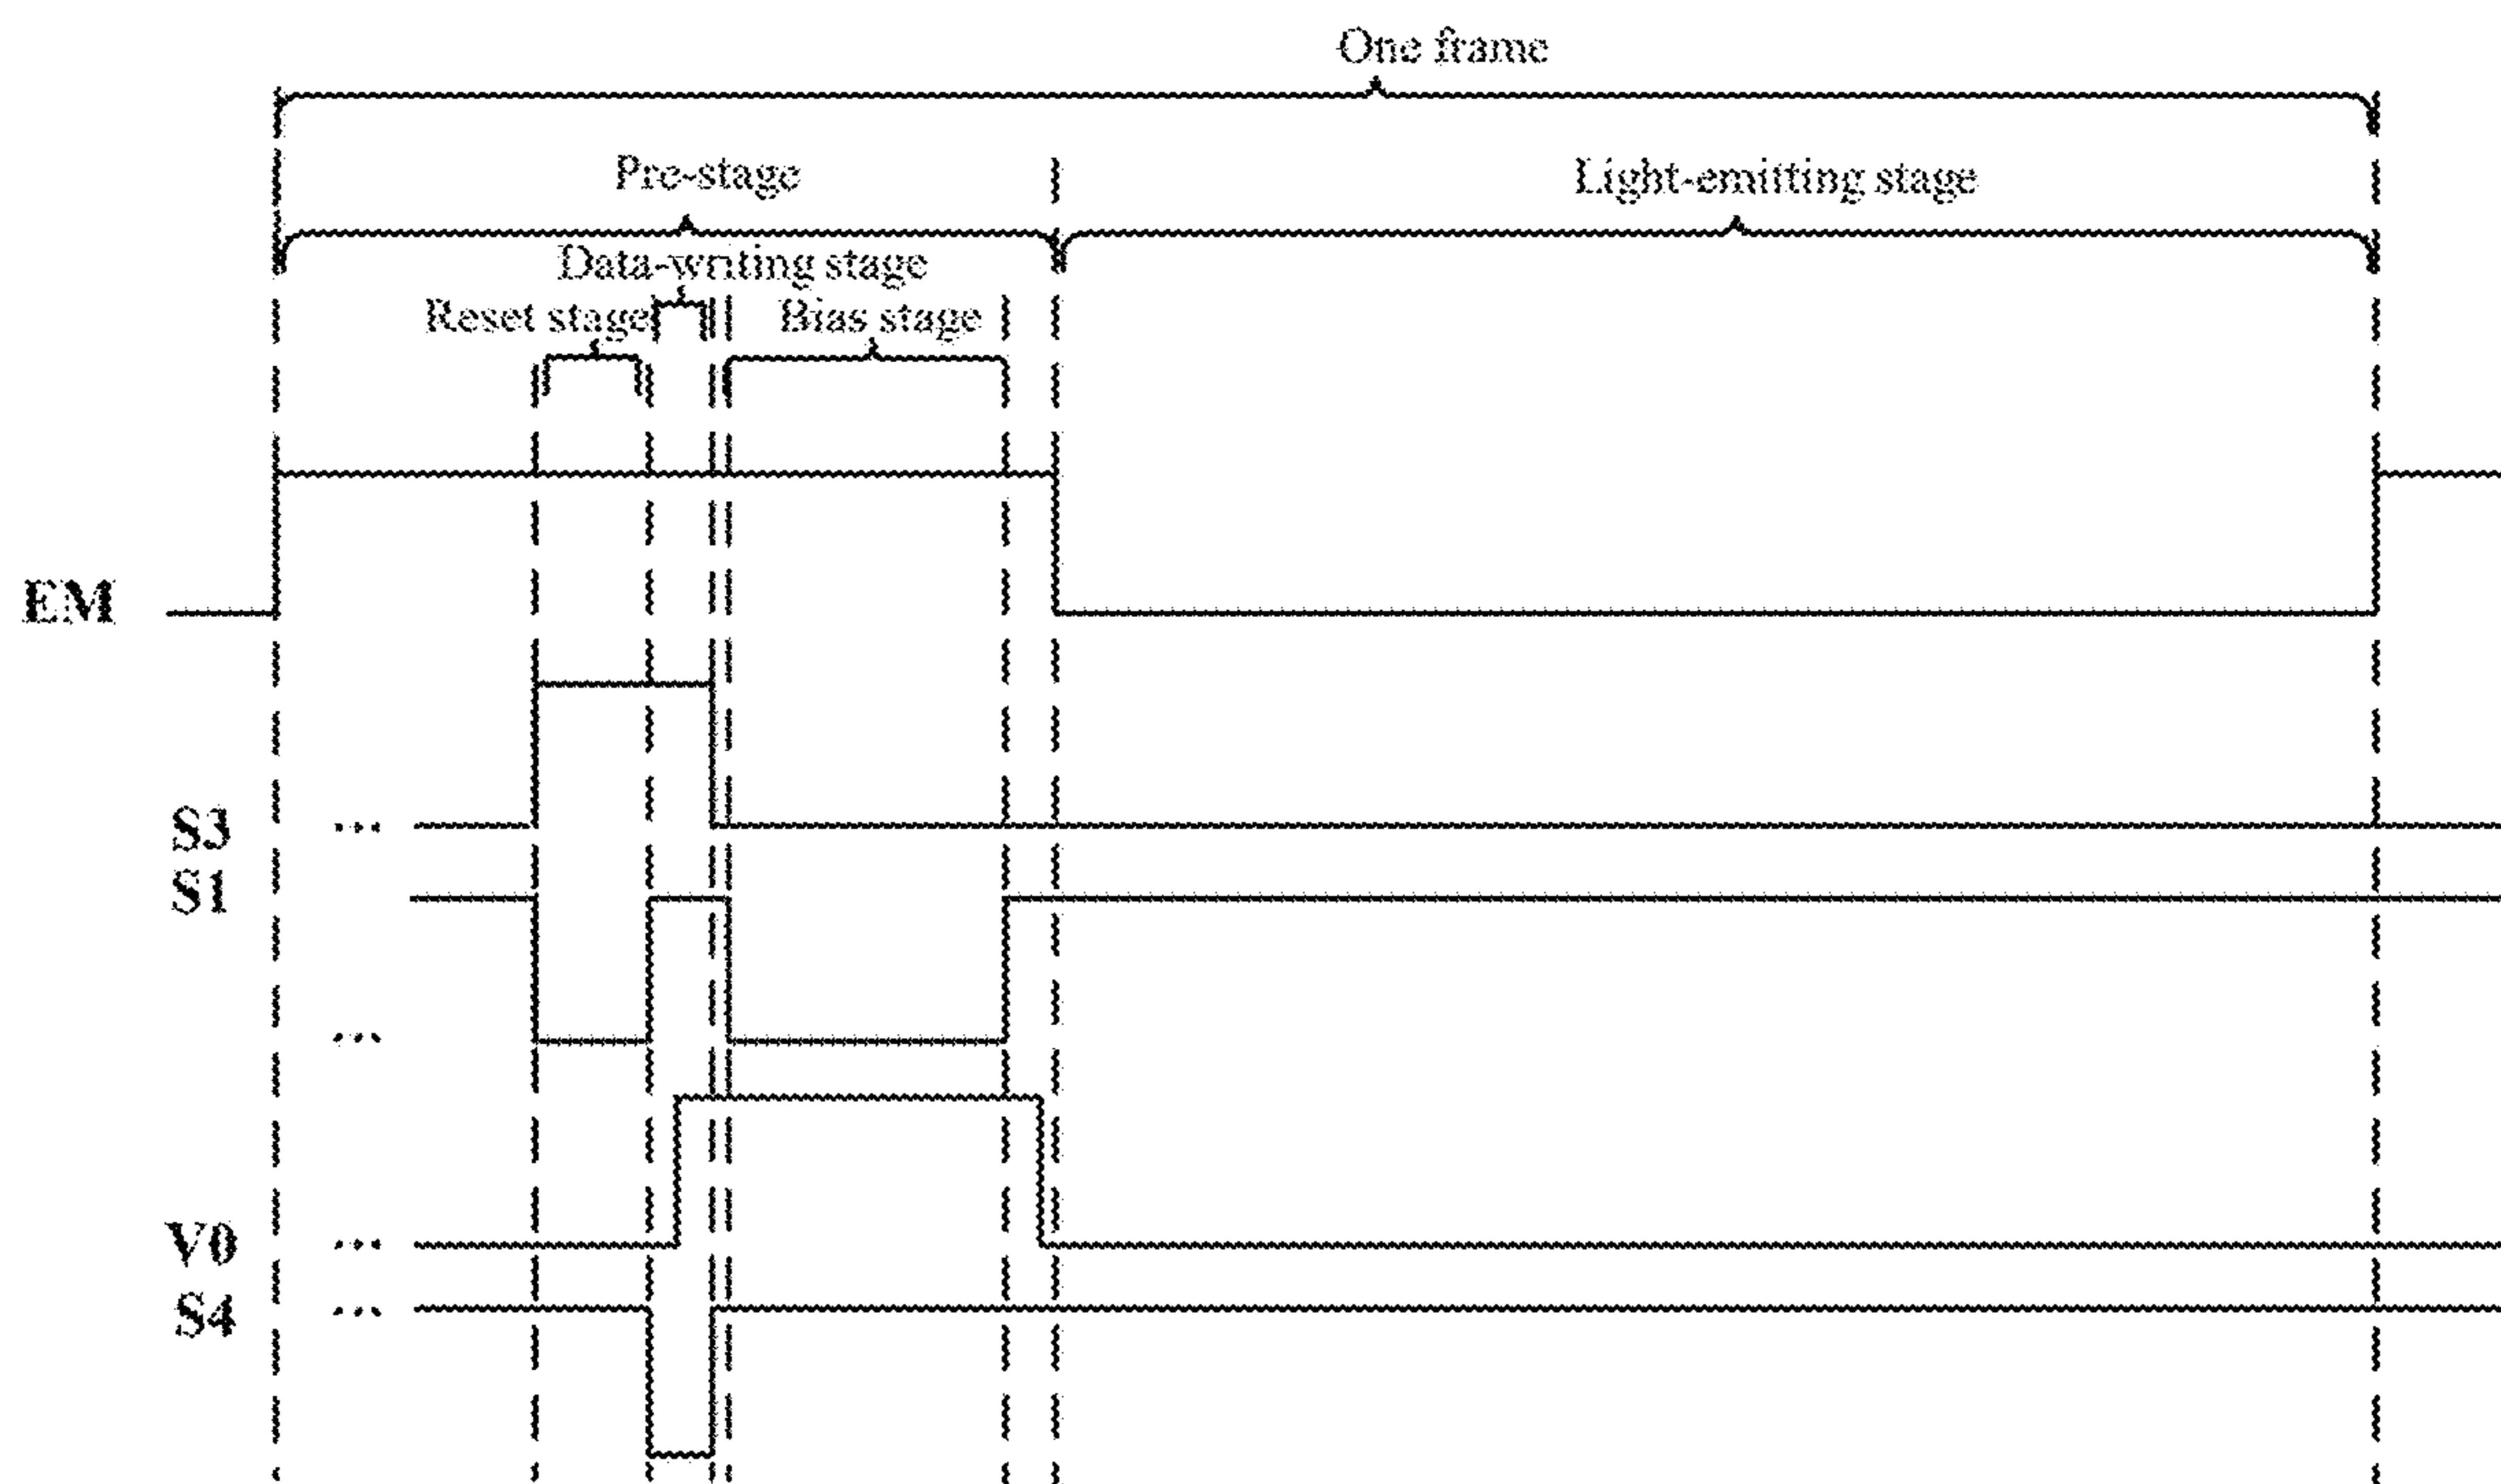 One frame
Pre-stage
Light-emitting stage
Data-writing stage
Reset stage
Bias stage
EM
S3
...
S1
...
V0
...
S4
...